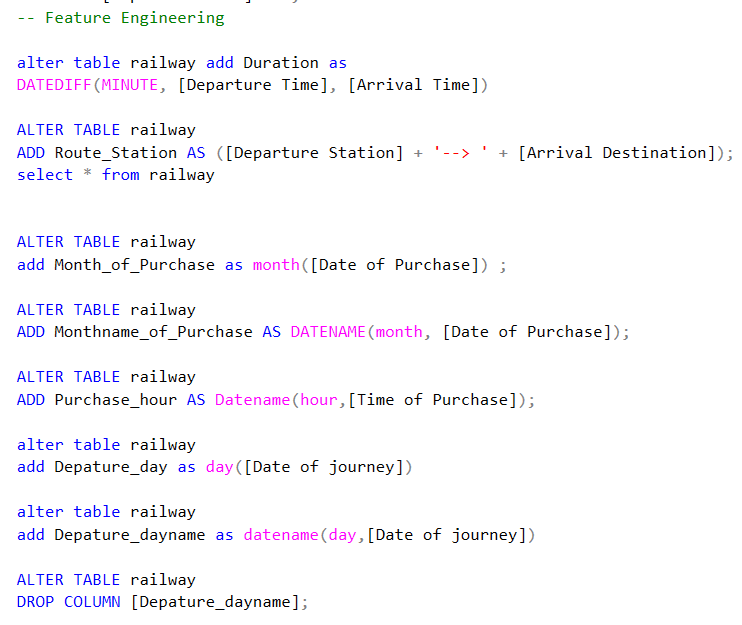 -- Feature Engineering
alter table railway add Duration as
DATEDIFF(MINUTE, [Departure Time], [Arrival Time])
ALTER TABLE railway
ADD Route_Station AS ([Departure Station] + '--> ' + [Arrival Destination]);
select * from railway
ALTER TABLE railway
add Month_of_Purchase as month([Date of Purchase]) ;
ALTER TABLE railway
ADD Monthname_of_Purchase AS DATENAME(month, [Date of Purchase]);
ALTER TABLE railway
ADD Purchase_hour AS Datename(hour,[Time of Purchase]);
alter table railway
add Depature_day as day([Date of journey])
alter table railway
add Depature_dayname as datename(day,[Date of journey])
ALTER TABLE railway
DROP COLUMN [Depature_dayname];